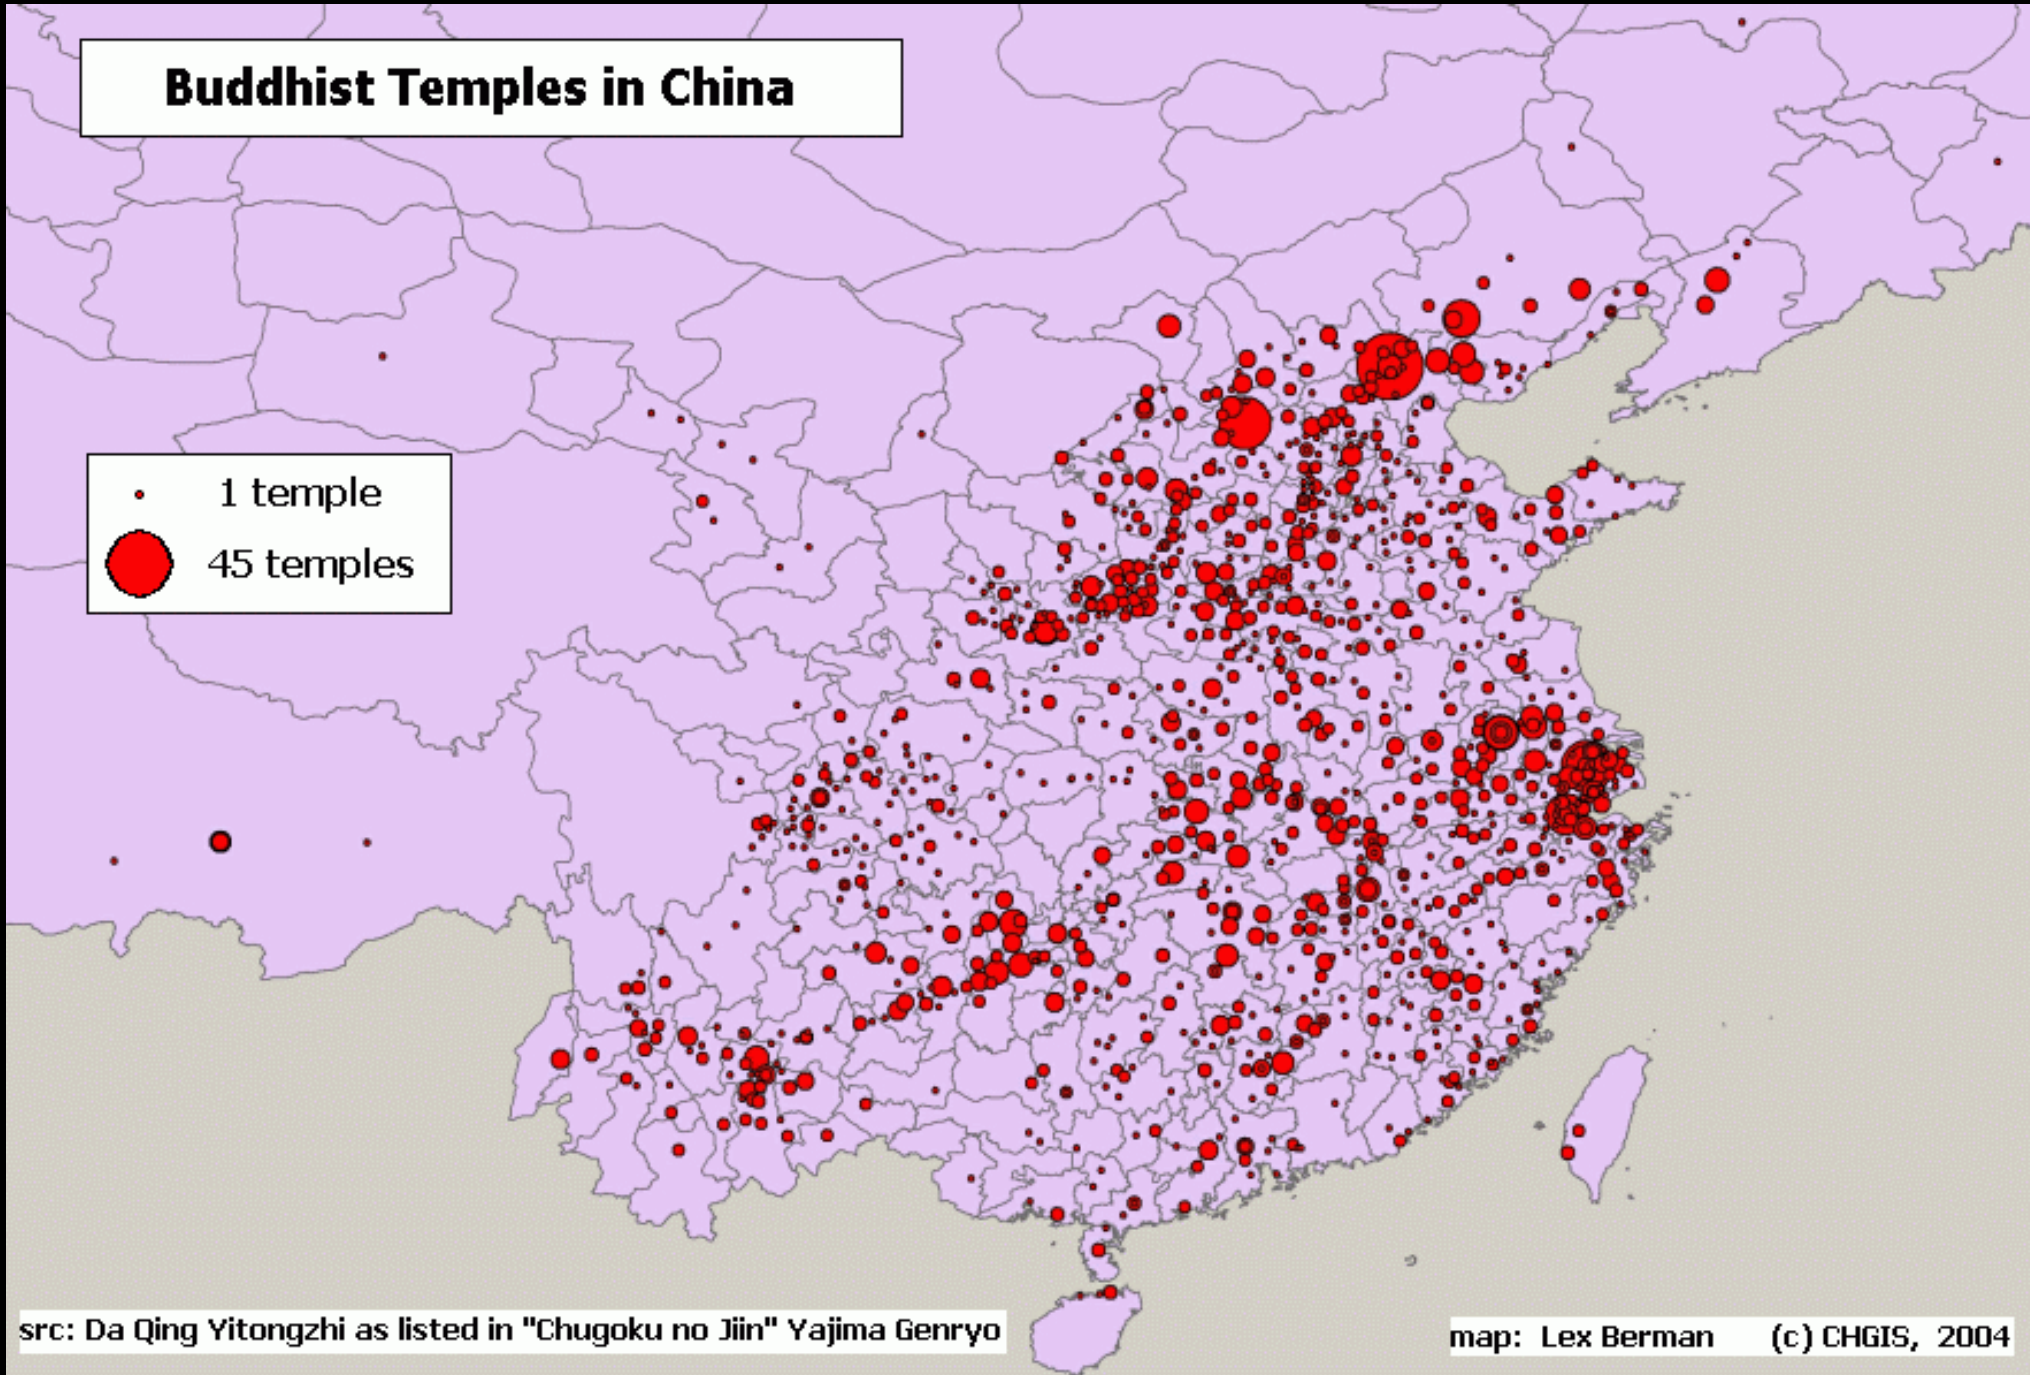 Buddhist Temples in China
1 temple
45 temples
src: Da Qing Yitongzhi as listed in "Chugoku no Jiin" Yajima Genryo
map: Lex Berman (c) CHGIS, 2004